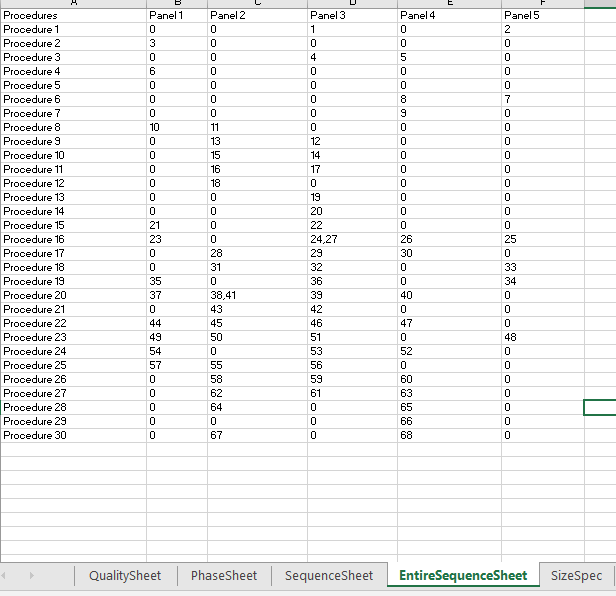 A B C D E F
Procedures Panel 1 Panel 2 Panel 3 Panel 4 Panel 5
Procedure 1 0 0 1 0 2
Procedure 2 3 0 0 0 0
Procedure 3 0 0 4 5 0
Procedure 4 6 0 0 0 0
Procedure 5 0 0 0 0 0
Procedure 6 0 0 0 8 7
Procedure 7 0 0 0 9 0
Procedure 8 10 11 0 0 0
Procedure 9 0 13 12 0 0
Procedure 10 0 15 14 0 0
Procedure 11 0 16 17 0 0
Procedure 12 0 18 0 0 0
Procedure 13 0 0 19 0 0
Procedure 14 0 0 20 0 0
Procedure 15 21 0 22 0 0
Procedure 16 23 0 24,27 26 25
Procedure 17 0 28 29 30 0
Procedure 18 0 31 32 0 33
Procedure 19 35 0 36 0 34
Procedure 20 37 38,41 39 40 0
Procedure 21 0 43 42 0 0
Procedure 22 44 45 46 47 0
Procedure 23 49 50 51 0 48
Procedure 24 54 0 53 52 0
Procedure 25 57 55 56 0 0
Procedure 26 0 58 59 60 0
Procedure 27 0 62 61 63 0
Procedure 28 0 64 0 65 0
Procedure 29 0 0 0 66 0
Procedure 30 0 67 0 68 0
QualitySheet PhaseSheet SequenceSheet EntireSequenceSheet SizeSpec